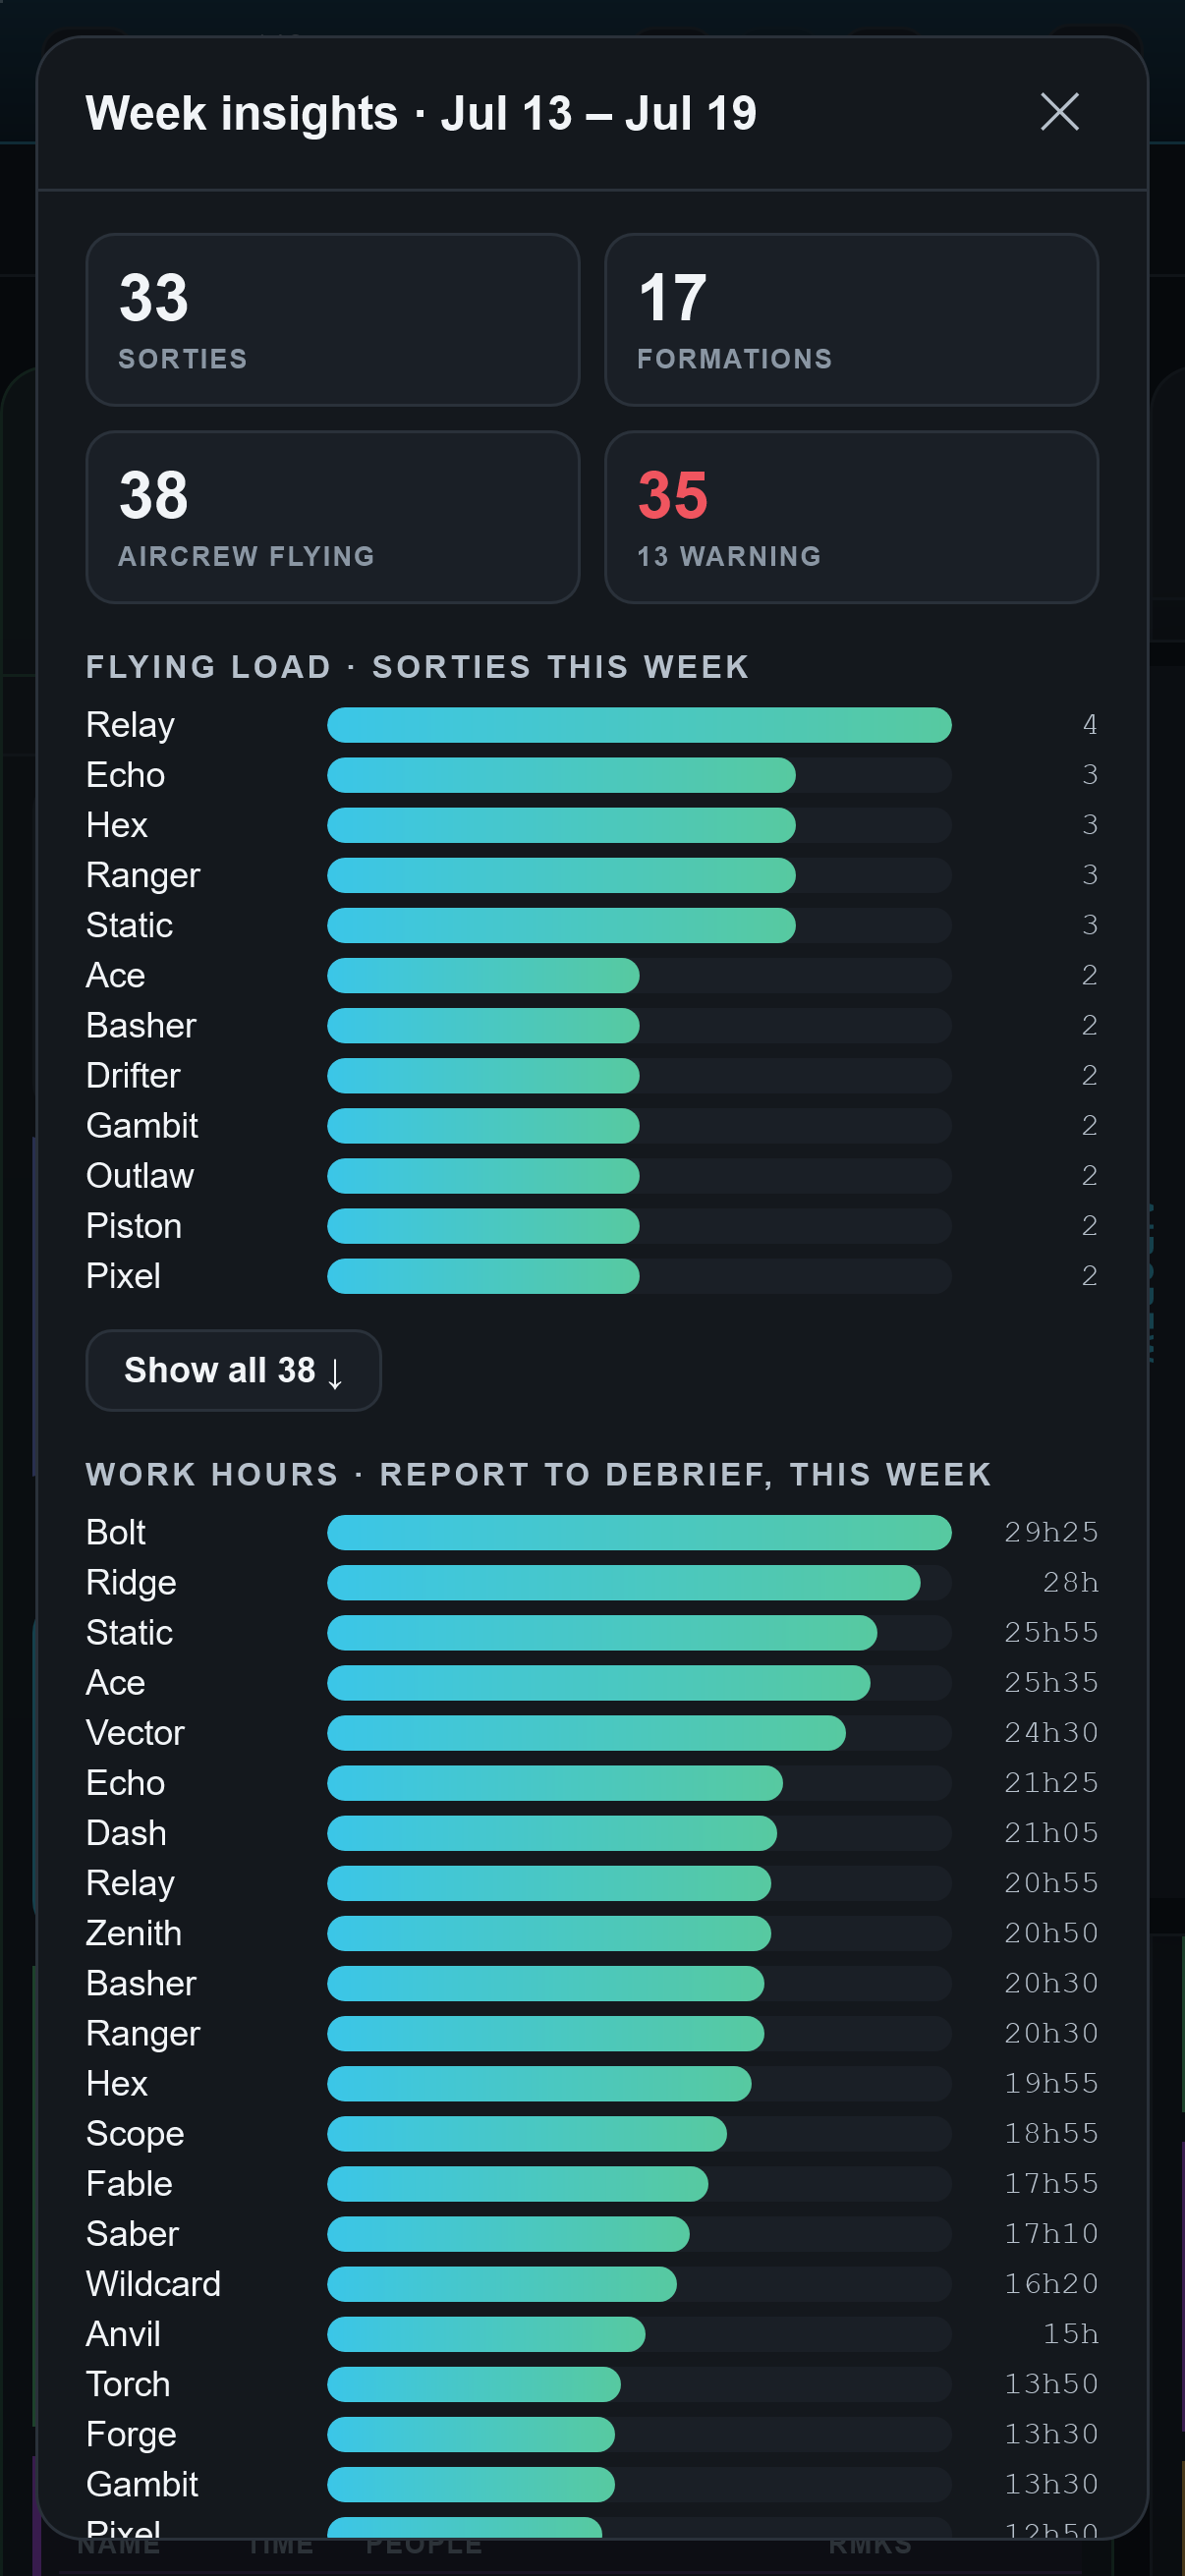 Week insights · Jul 13 – Jul 19
33
SORTIES
17
FORMATIONS
38
AIRCREW FLYING
35
13 WARNING
FLYING LOAD · SORTIES THIS WEEK
Relay 4
Echo 3
Hex 3
Ranger 3
Static 3
Ace 2
Basher 2
Drifter 2
Gambit 2
Outlaw 2
Piston 2
Pixel 2
Show all 38 ↓
WORK HOURS · REPORT TO DEBRIEF, THIS WEEK
Bolt 29h25
Ridge 28h
Static 25h55
Ace 25h35
Vector 24h30
Echo 21h25
Dash 21h05
Relay 20h55
Zenith 20h50
Basher 20h30
Ranger 20h30
Hex 19h55
Scope 18h55
Fable 17h55
Saber 17h10
Wildcard 16h20
Anvil 15h
Torch 13h50
Forge 13h30
Gambit 13h30
Pixel 12h50
NAME TIME PEOPLE RMKS